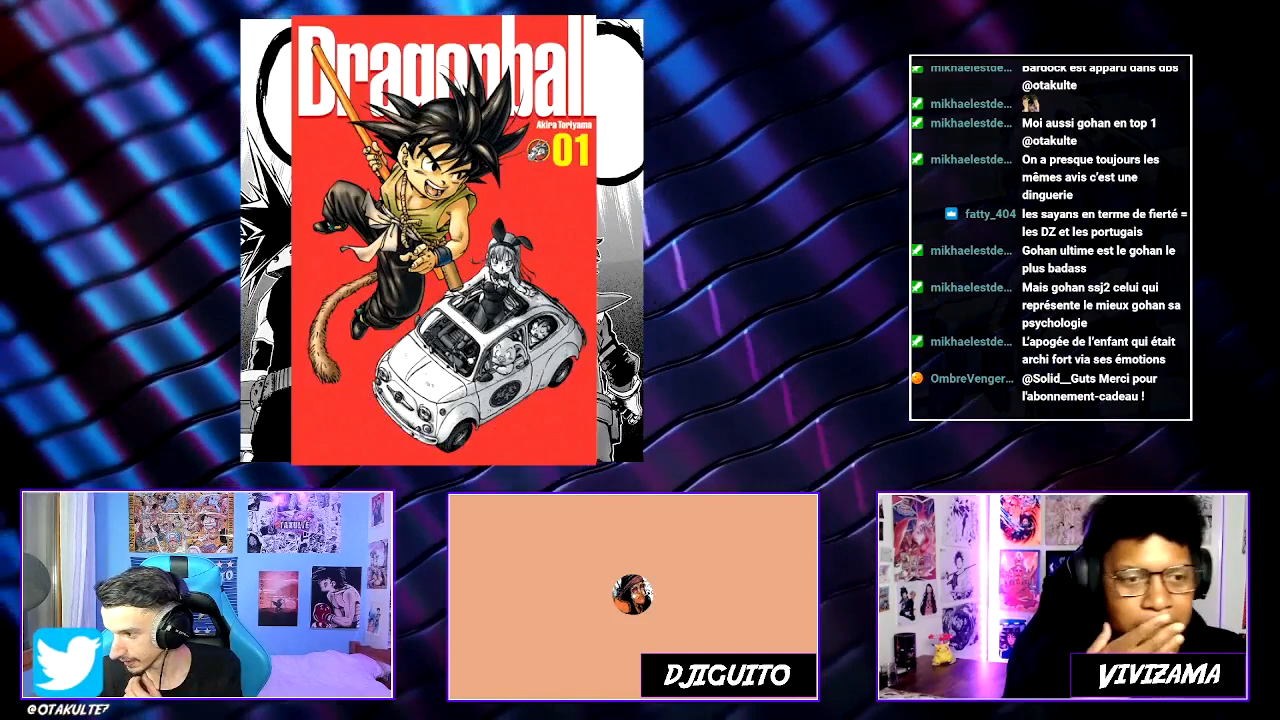 Dragonball
Akira Toriyama
01
mikhaelestde... Bardock est apparu dans dbs
@otakulte
mikhaelestde...
mikhaelestde... Moi aussi gohan en top 1
@otakulte
mikhaelestde... On a presque toujours les
mêmes avis c'est une
dinguerie
fatty_404 les sayans en terme de fierté =
les DZ et les portugais
mikhaelestde... Gohan ultime est le gohan le
plus badass
mikhaelestde... Mais gohan ssj2 celui qui
représente le mieux gohan sa
psychologie
mikhaelestde... L'apogée de l'enfant qui était
archi fort via ses émotions
OmbreVenger... @Solid__Guts Merci pour
l'abonnement-cadeau !
@OTAKULTE7
DJIGUITO
VIVIZAMA